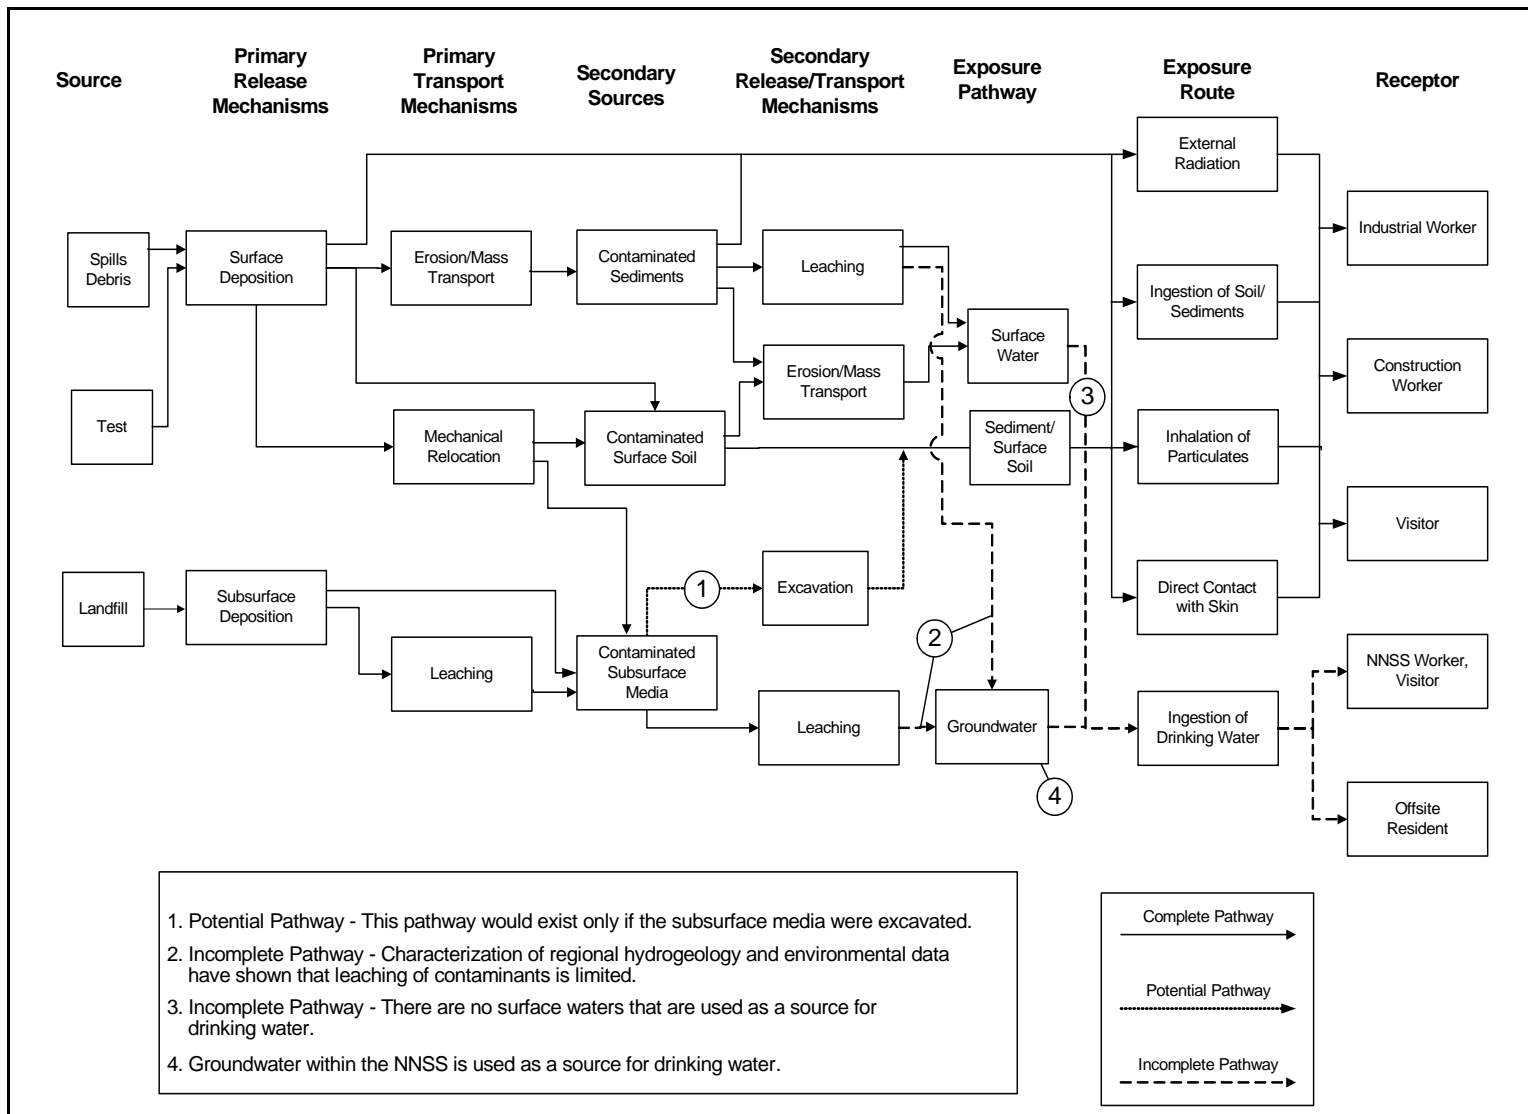 Source
Primary
Release
Mechanisms
Primary
Transport
Mechanisms
Secondary
Sources
Secondary
Release/Transport
Mechanisms
Exposure
Pathway
Exposure
Route
Receptor
External
Radiation
Spills
Debris
Surface
Deposition
Erosion/Mass
Transport
Contaminated
Sediments
Leaching
Ingestion of Soil/
Sediments
Industrial Worker
Surface
Water
Erosion/Mass
Transport
Construction
Worker
3
Test
Mechanical
Relocation
Contaminated
Surface Soil
Sediment/
Surface
Soil
Inhalation of
Particulates
Visitor
Landfill
Subsurface
Deposition
1
Excavation
Direct Contact
with Skin
2
Leaching
Contaminated
Subsurface
Media
NNSS Worker,
Visitor
Leaching
Groundwater
Ingestion of
Drinking Water
4
Offsite
Resident
1. Potential Pathway - This pathway would exist only if the subsurface media were excavated.
2. Incomplete Pathway - Characterization of regional hydrogeology and environmental data
have shown that leaching of contaminants is limited.
3. Incomplete Pathway - There are no surface waters that are used as a source for
drinking water.
4. Groundwater within the NNSS is used as a source for drinking water.
Complete Pathway
Potential Pathway
Incomplete Pathway